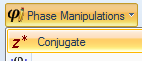 φ Phase Manipulations
z* Conjugate